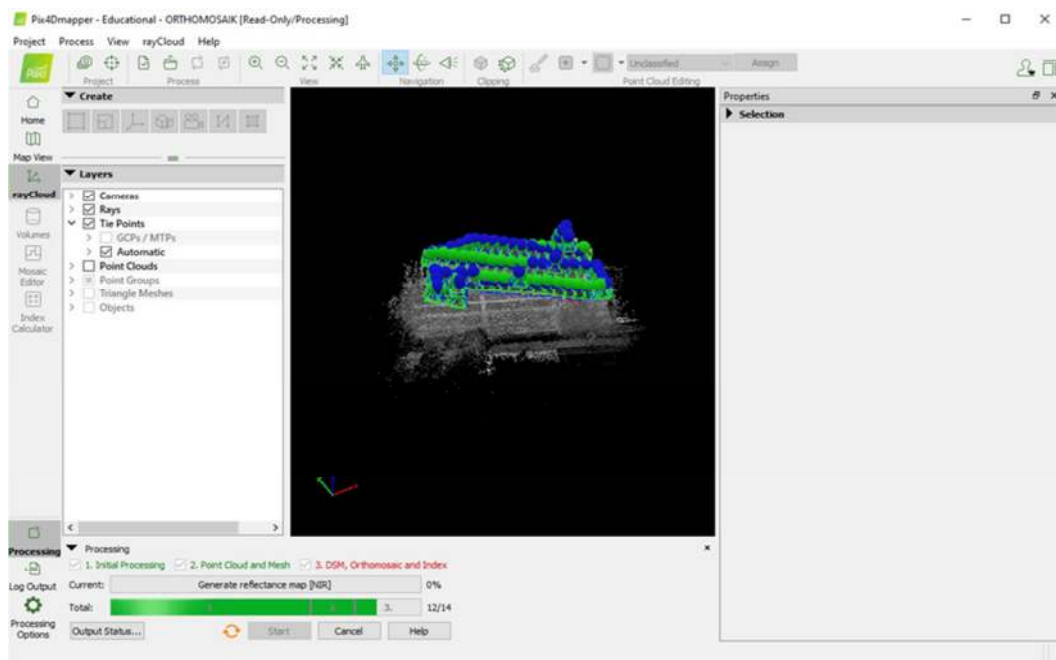 Pix4Dmapper - Educational - ORTHOMOSAIK [Read-Only/Processing]
Project Process View rayCloud Help
Unclassified Assign
Project Process View Navigation Clipping Point Cloud Editing
Home
Map View
rayCloud
Volumes
Mosaic
Editor
Index
Calculator
Create
Layers
Cameras
Rays
Tie Points
GCPs / MTPs
Automatic
Point Clouds
Point Groups
Triangle Meshes
Objects
Properties
Selection
Processing
Log Output
Processing
Options
Processing
1. Initial Processing 2. Point Cloud and Mesh 3. DSM, Orthomosaic and Index
Current: Generate reflectance map [NIR] 0%
Total: 3. 12/14
Output Status... Start Cancel Help